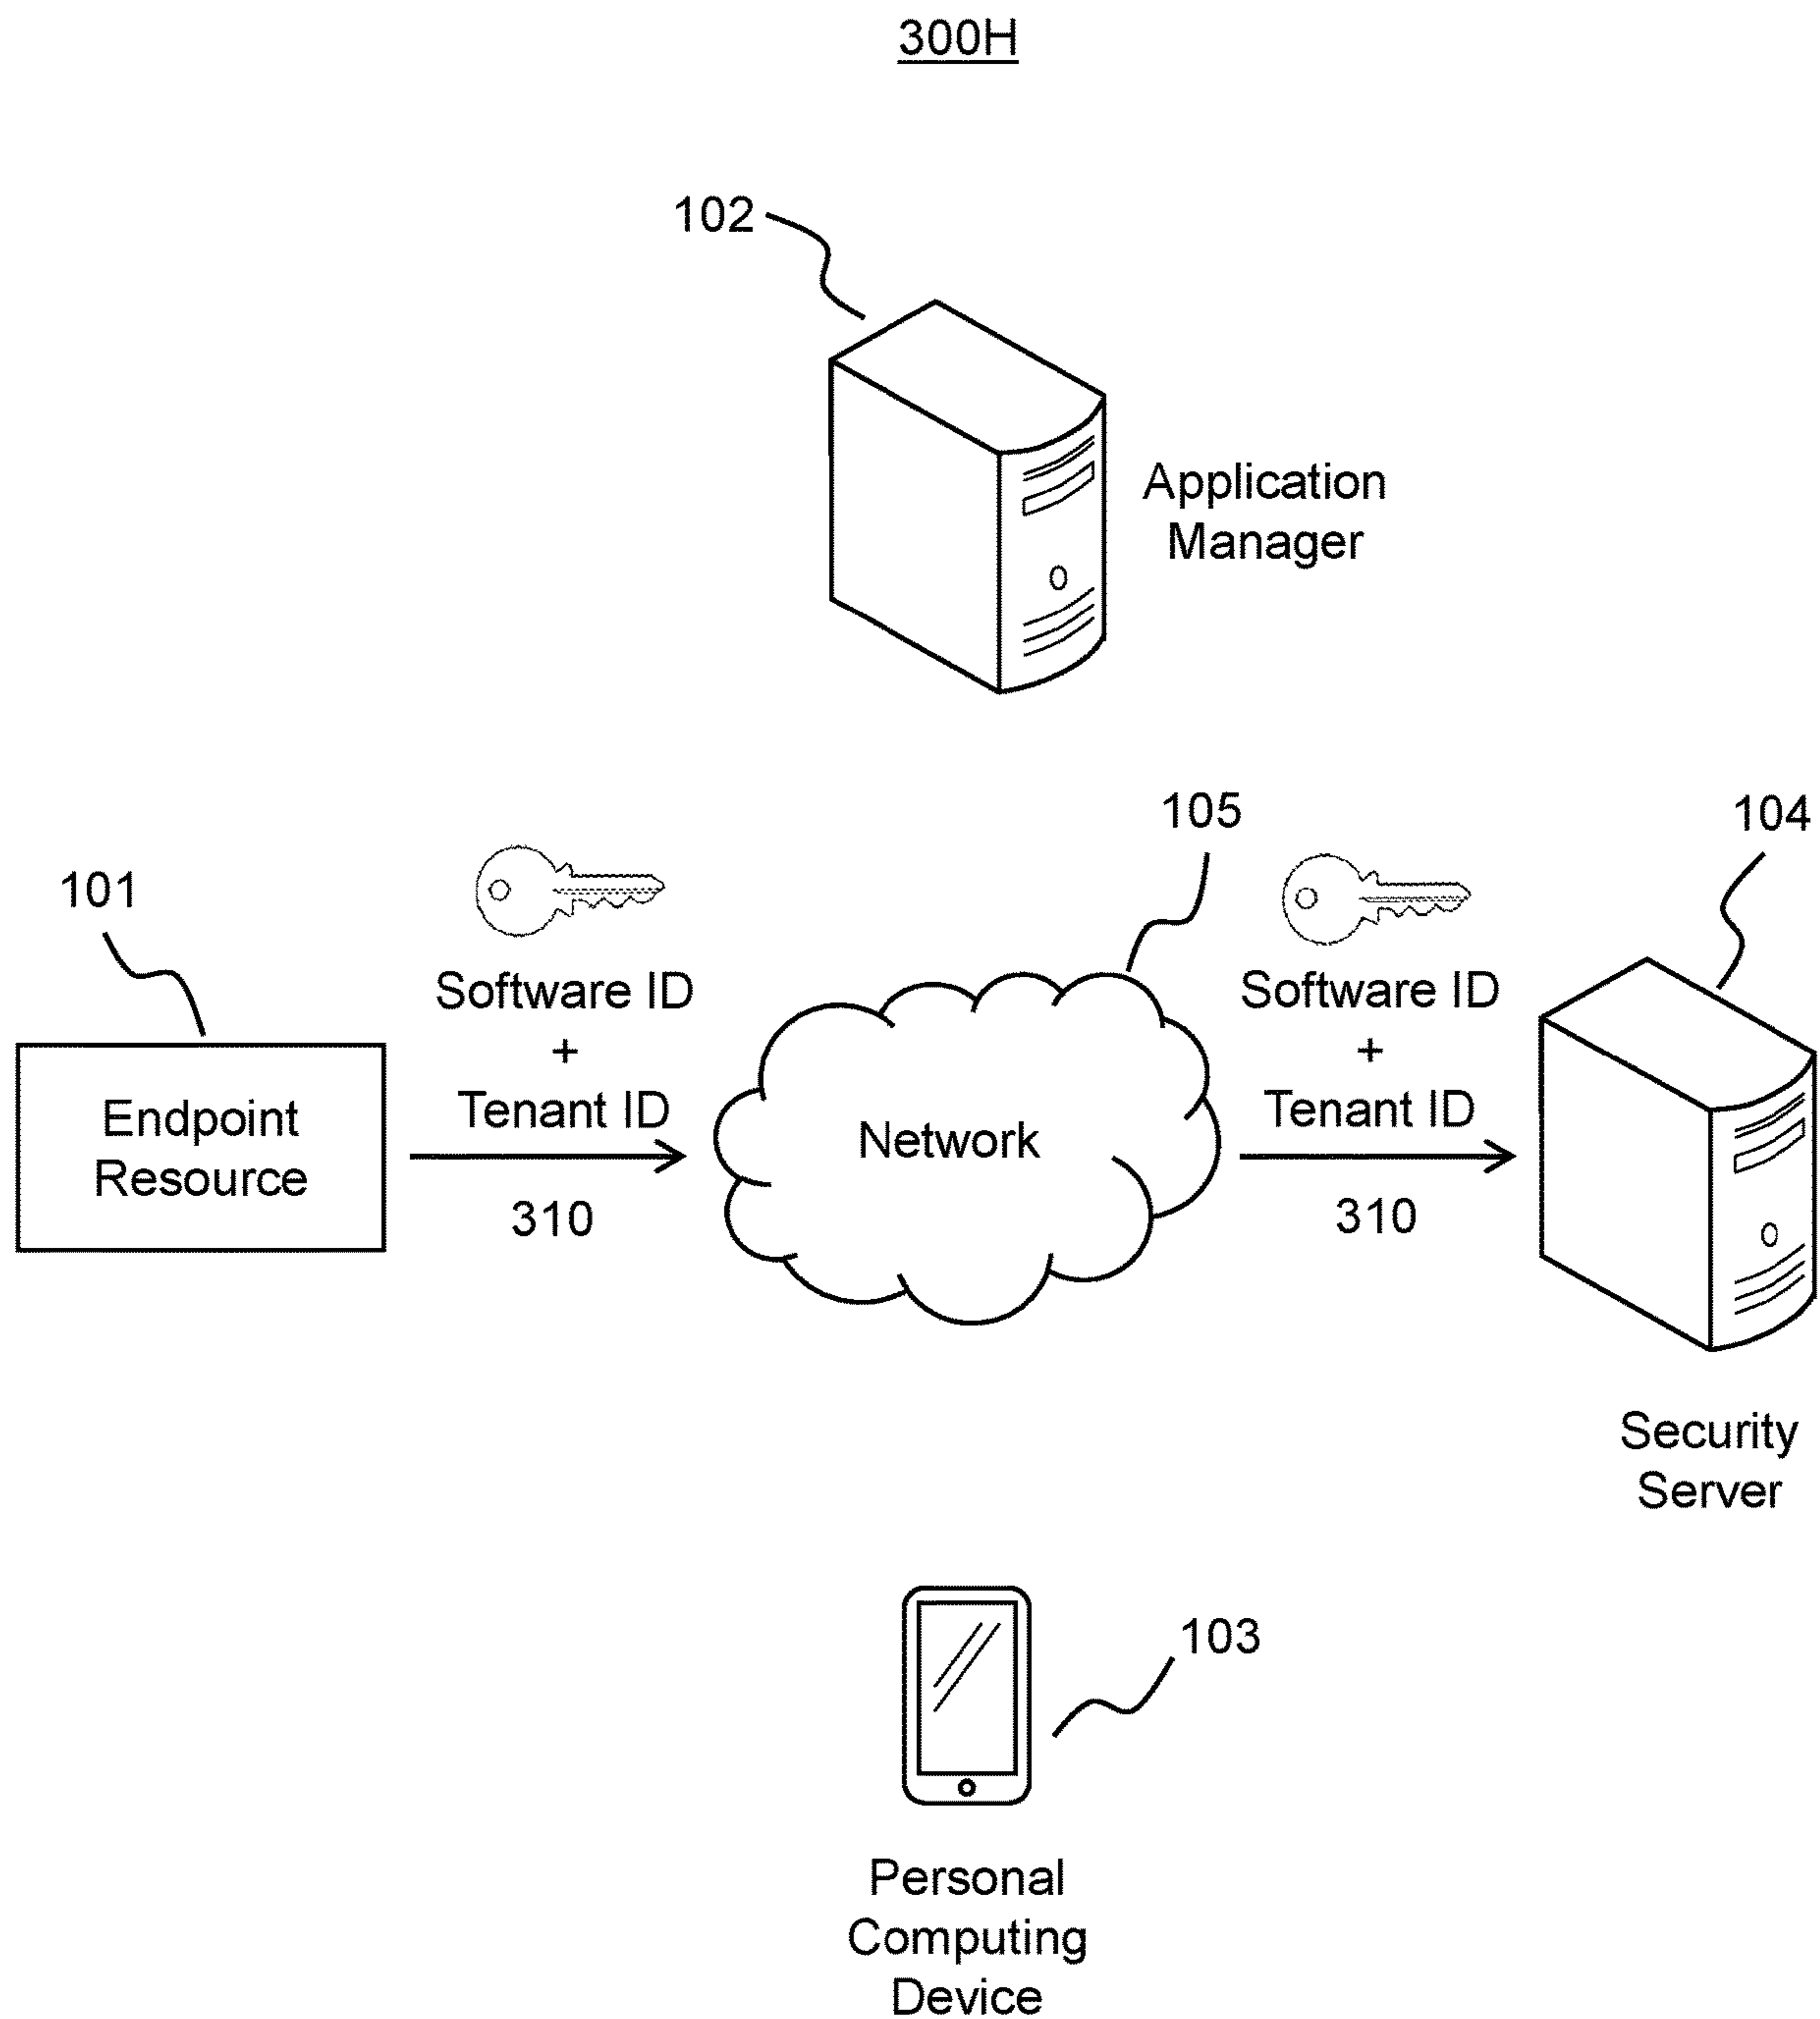 300H
102
Application
Manager
105
104
101
Software ID
+
Tenant ID
310
Software ID
+
Tenant ID
310
Endpoint
Resource
Network
Security
Server
103
Personal
Computing
Device